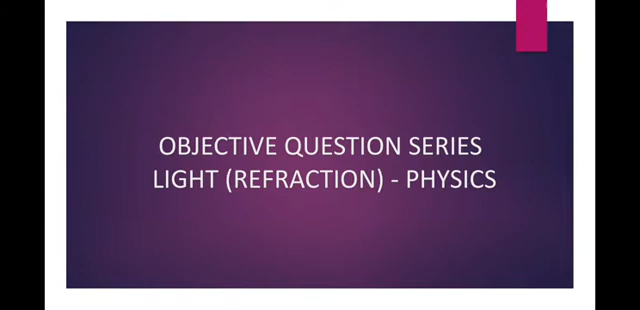 OBJECTIVE QUESTION SERIES
LIGHT (REFRACTION) - PHYSICS